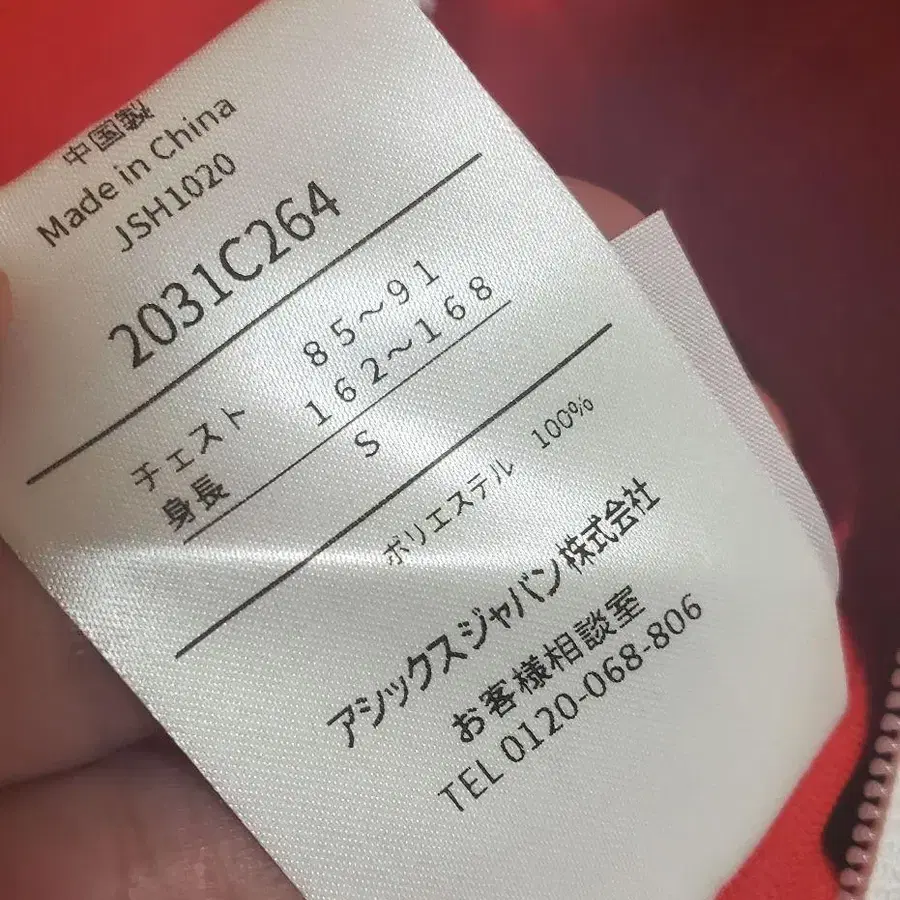 中国製
Made in China
JSH1020
2031C264
チェスト 85〜91
身長 162〜168
S
ポリエステル 100%
アシックスジャパン株式会社
お客様相談室
TEL 0120-068-806